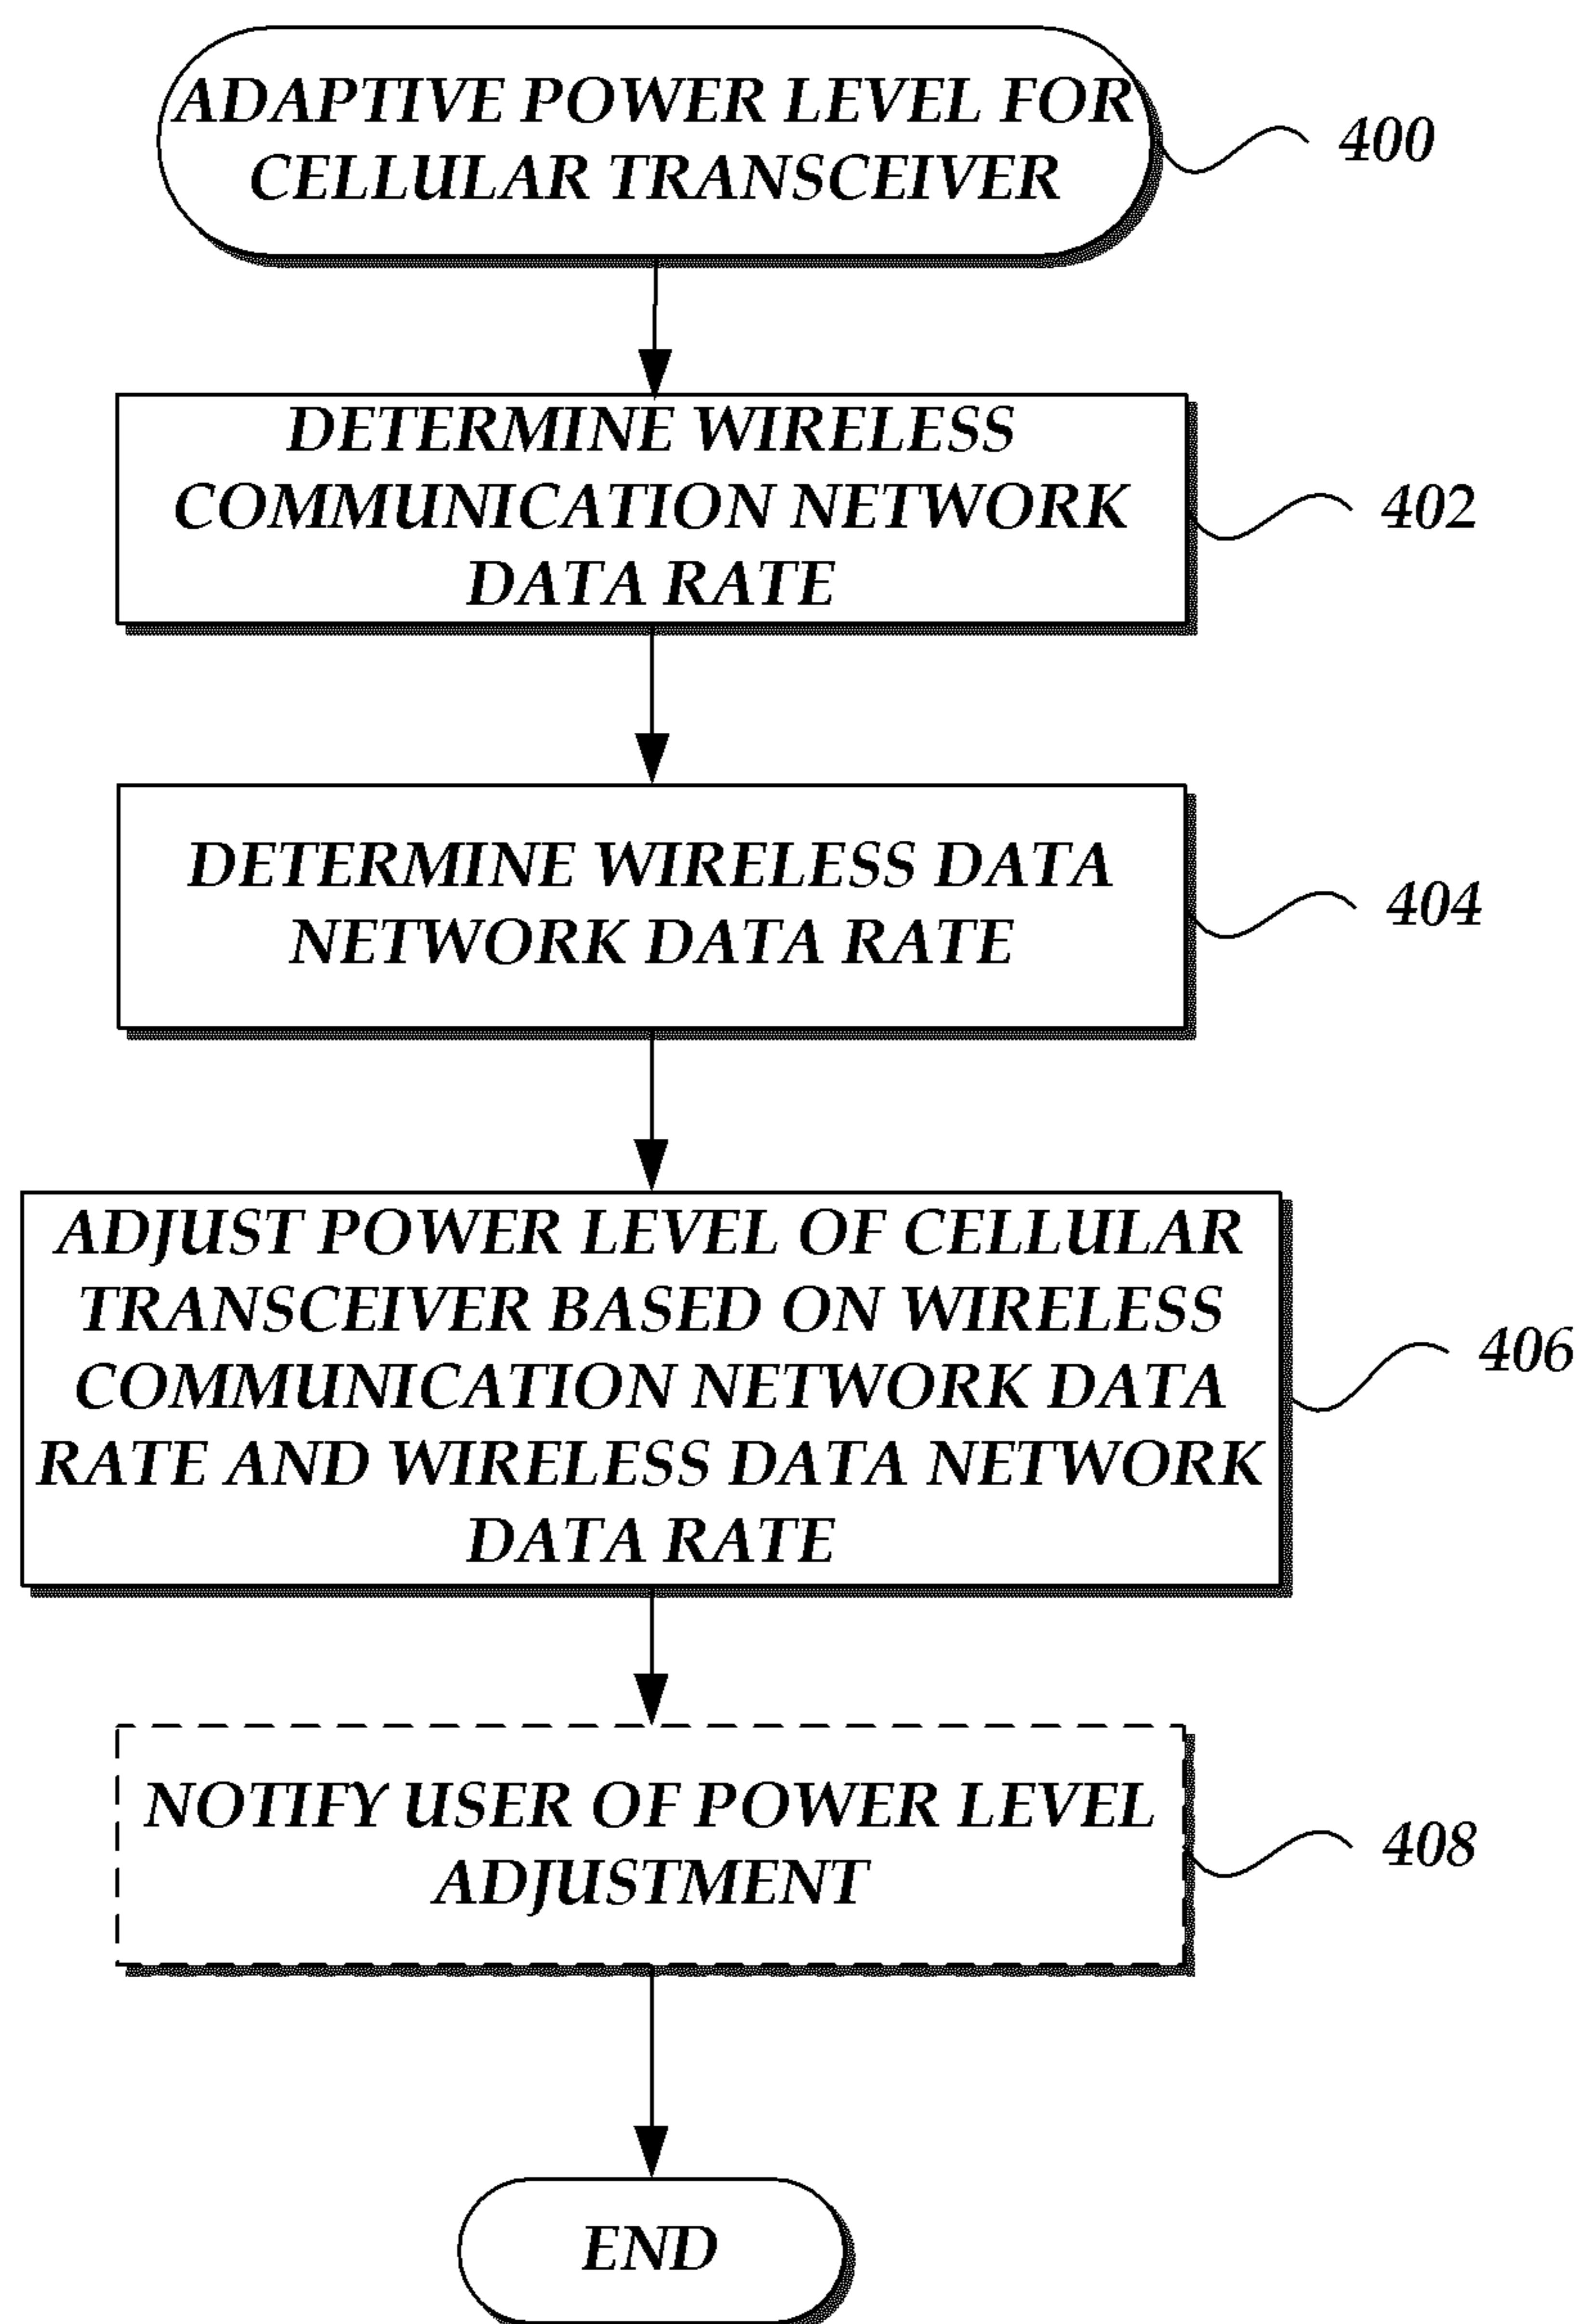 ADAPTIVE POWER LEVEL FOR
CELLULAR TRANSCEIVER
400
DETERMINE WIRELESS
COMMUNICATION NETWORK
DATA RATE
402
DETERMINE WIRELESS DATA
NETWORK DATA RATE
404
ADJUST POWER LEVEL OF CELLULAR
TRANSCEIVER BASED ON WIRELESS
COMMUNICATION NETWORK DATA
RATE AND WIRELESS DATA NETWORK
DATA RATE
406
NOTIFY USER OF POWER LEVEL
ADJUSTMENT
408
END